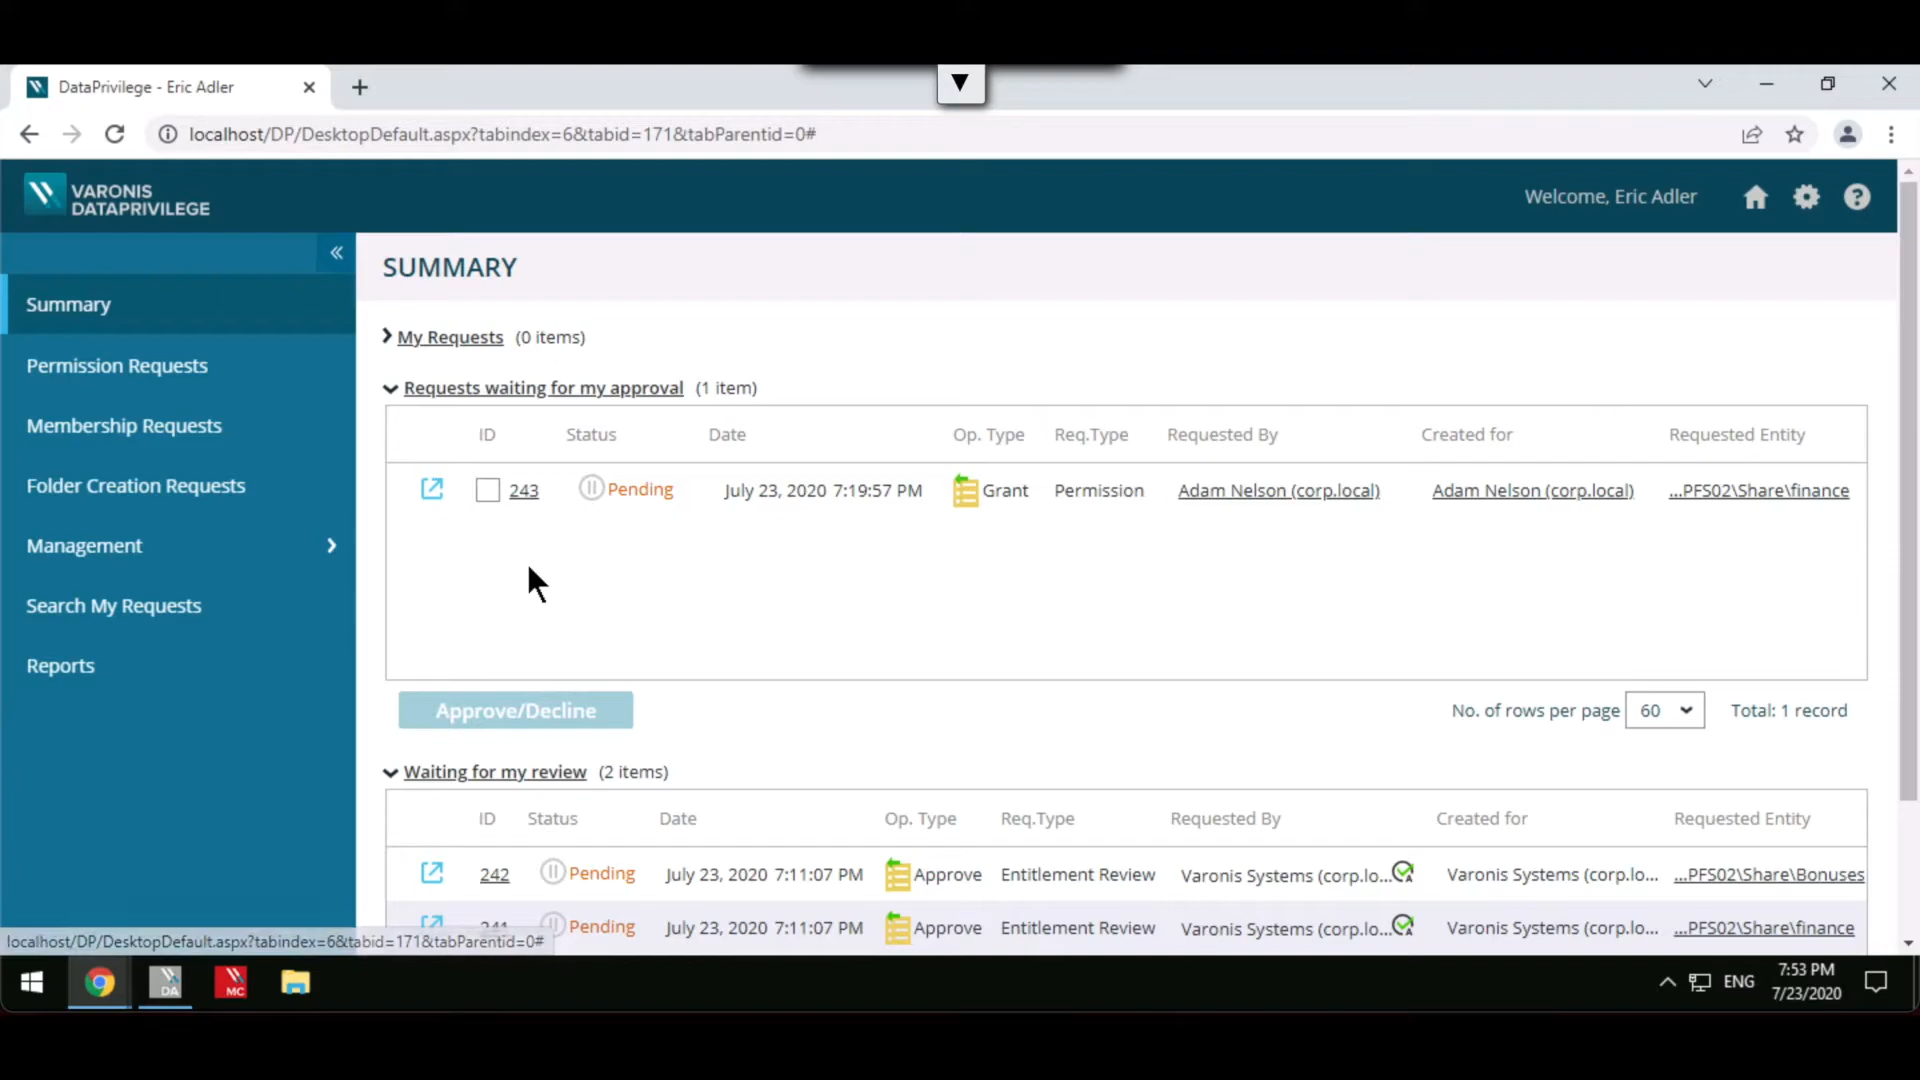 DataPrivilege - Eric Adler
localhost/DP/DesktopDefault.aspx?tabindex=6&tabid=171&tabParentid=0#
VARONIS
DATAPRIVILEGE
Welcome, Eric Adler
Summary
Permission Requests
Membership Requests
Folder Creation Requests
Management
Search My Requests
Reports
SUMMARY
My Requests (0 items)
Requests waiting for my approval (1 item)
ID Status Date Op. Type Req.Type Requested By Created for Requested Entity
243 Pending July 23, 2020 7:19:57 PM Grant Permission Adam Nelson (corp.local) Adam Nelson (corp.local) ...PFS02\Share\finance
Approve/Decline No. of rows per page 60 Total: 1 record
Waiting for my review (2 items)
ID Status Date Op. Type Req.Type Requested By Created for Requested Entity
242 Pending July 23, 2020 7:11:07 PM Approve Entitlement Review Varonis Systems (corp.lo... Varonis Systems (corp.lo... ...PFS02\Share\Bonuses
241 Pending July 23, 2020 7:11:07 PM Approve Entitlement Review Varonis Systems (corp.lo... Varonis Systems (corp.lo... ...PFS02\Share\finance
localhost/DP/DesktopDefault.aspx?tabindex=6&tabid=171&tabParentid=0#
DA
MC
ENG
7:53 PM
7/23/2020